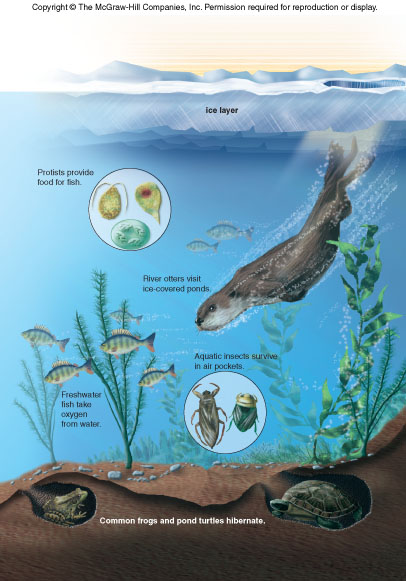 Copyright © The McGraw-Hill Companies, Inc. Permission required for reproduction or display.
ice layer
Protists provide
food for fish.
River otters visit
ice-covered ponds.
Aquatic insects survive
in air pockets.
Freshwater
fish take
oxygen
from water.
Common frogs and pond turtles hibernate.